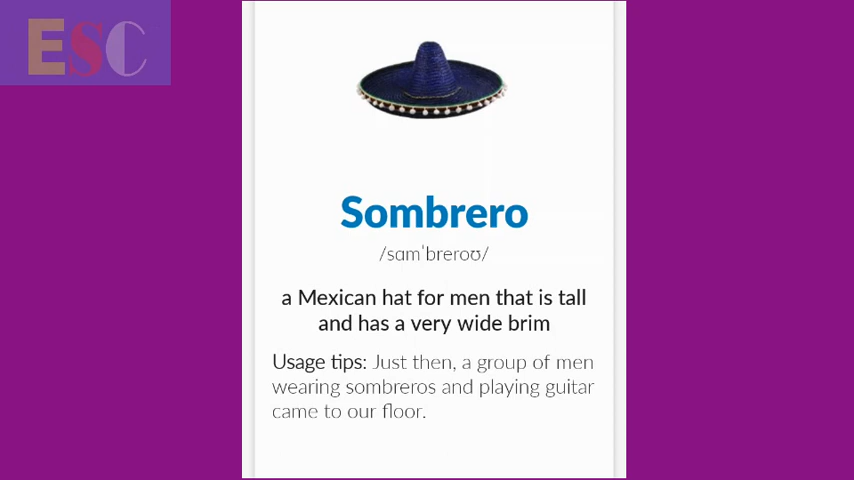 ESC
Sombrero
/sɑmˈbreroʊ/
a Mexican hat for men that is tall
and has a very wide brim
Usage tips: Just then, a group of men
wearing sombreros and playing guitar
came to our floor.